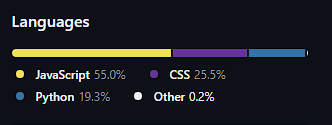 Languages
JavaScript 55.0% CSS 25.5%
Python 19.3% Other 0.2%